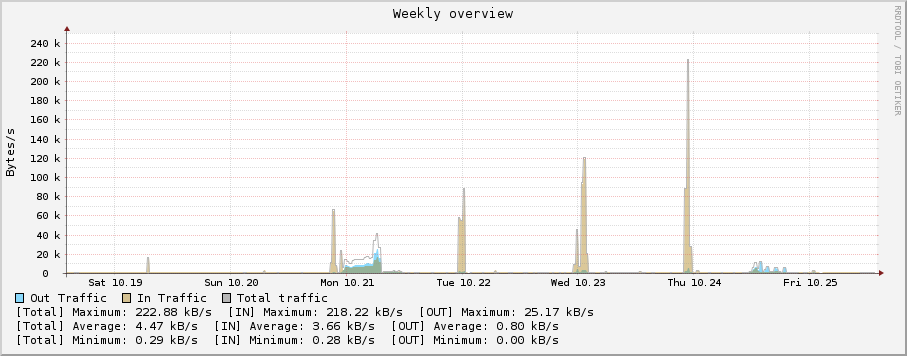 Weekly overview
RRDTOOL / TOBI OETIKER
Bytes/s
240 k
220 k
200 k
180 k
160 k
140 k
120 k
100 k
80 k
60 k
40 k
20 k
0
Sat 10.19 Sun 10.20 Mon 10.21 Tue 10.22 Wed 10.23 Thu 10.24 Fri 10.25
Out Traffic In Traffic Total traffic
[Total] Maximum: 222.88 kB/s [IN] Maximum: 218.22 kB/s [OUT] Maximum: 25.17 kB/s
[Total] Average: 4.47 kB/s [IN] Average: 3.66 kB/s [OUT] Average: 0.80 kB/s
[Total] Minimum: 0.29 kB/s [IN] Minimum: 0.28 kB/s [OUT] Minimum: 0.00 kB/s